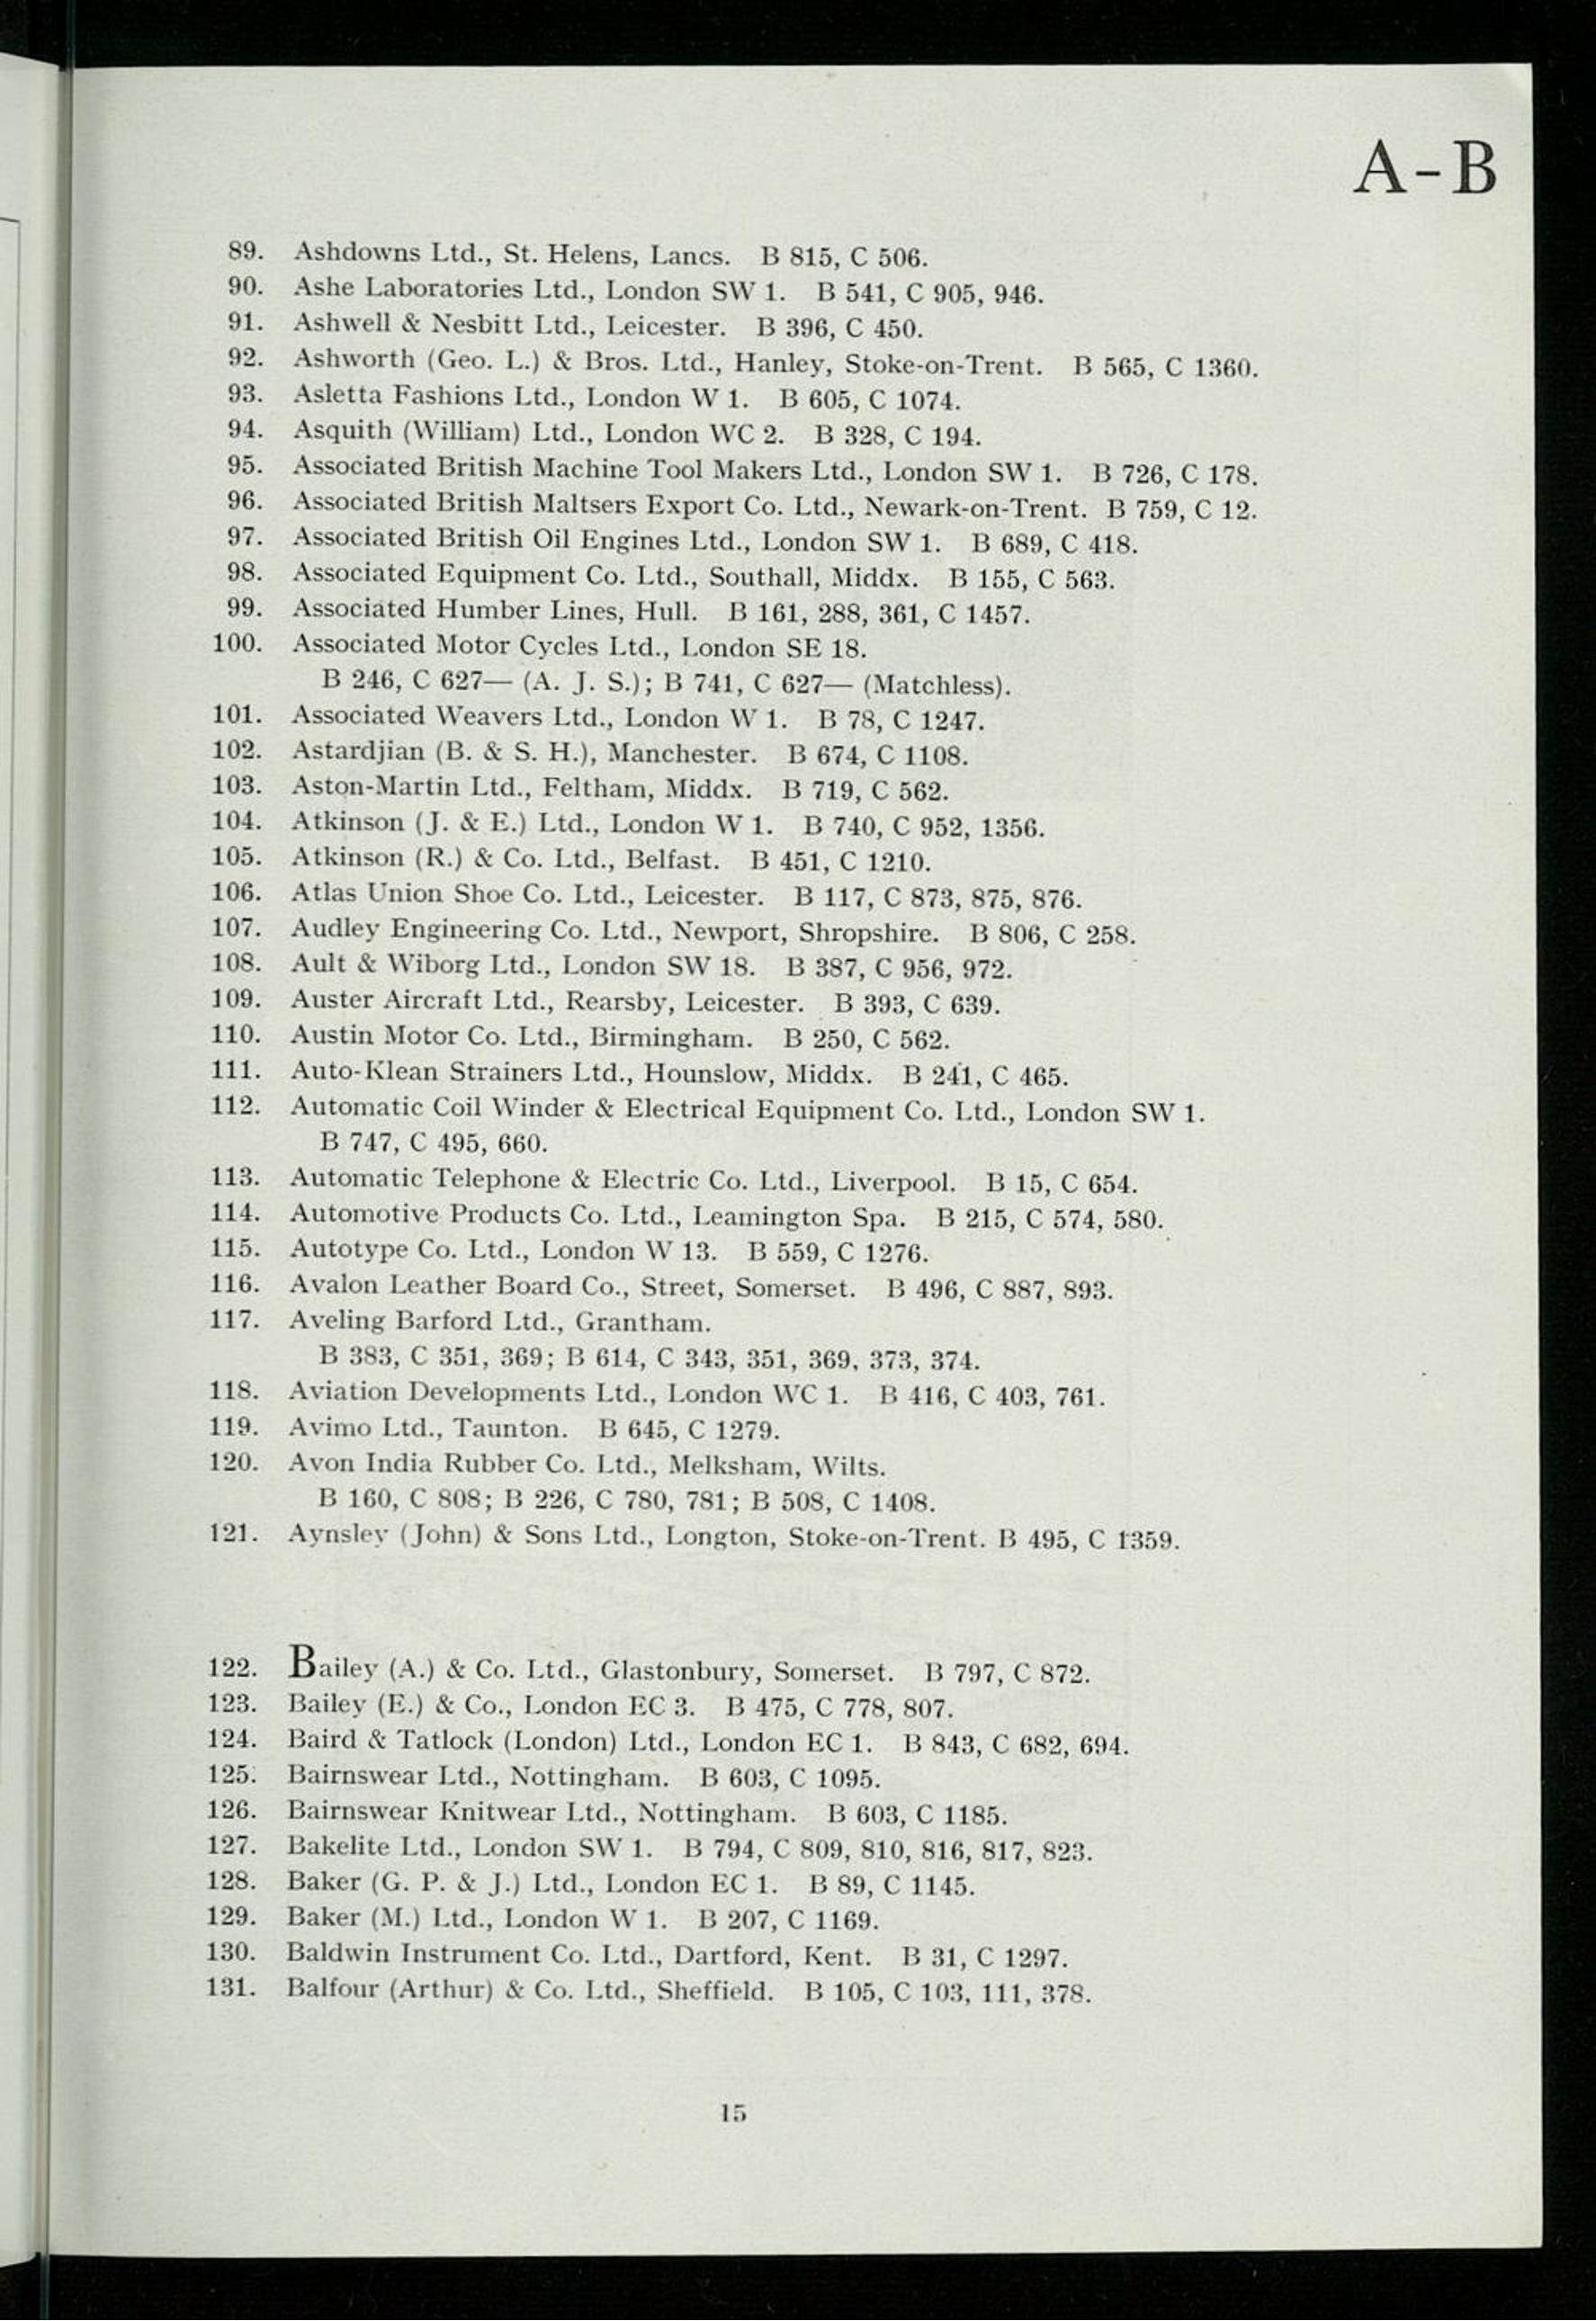 A-B
89. Ashdowns Ltd., St. Helens, Lancs. B 815, C 506.
90. Ashe Laboratories Ltd., London SW 1. B 541, C 905, 946.
91. Ashwell & Nesbitt Ltd., Leicester. B 396, C 450.
92. Ashworth (Geo. L.) & Bros. Ltd., Hanley, Stoke-on-Trent. B 565, C 1360.
93. Asletta Fashions Ltd., London W 1. B 605, C 1074.
94. Asquith (William) Ltd., London WC 2. B 328, C 194.
95. Associated British Machine Tool Makers Ltd., London SW 1. B 726, C 178.
96. Associated British Maltsers Export Co. Ltd., Newark-on-Trent. B 759, C 12.
97. Associated British Oil Engines Ltd., London SW 1. B 689, C 418.
98. Associated Equipment Co. Ltd., Southall, Middx. B 155, C 563.
99. Associated Humber Lines, Hull. B 161, 288, 361, C 1457.
100. Associated Motor Cycles Ltd., London SE 18.
B 246, C 627— (A. J. S.); B 741, C 627— (Matchless).
101. Associated Weavers Ltd., London W 1. B 78, C 1247.
102. Astardjian (B. & S. H.), Manchester. B 674, C 1108.
103. Aston-Martin Ltd., Feltham, Middx. B 719, C 562.
104. Atkinson (J. & E.) Ltd., London W 1. B 740, C 952, 1356.
105. Atkinson (R.) & Co. Ltd., Belfast. B 451, C 1210.
106. Atlas Union Shoe Co. Ltd., Leicester. B 117, C 873, 875, 876.
107. Audley Engineering Co. Ltd., Newport, Shropshire. B 806, C 258.
108. Ault & Wiborg Ltd., London SW 18. B 387, C 956, 972.
109. Auster Aircraft Ltd., Rearsby, Leicester. B 393, C 639.
110. Austin Motor Co. Ltd., Birmingham. B 250, C 562.
111. Auto-Klean Strainers Ltd., Hounslow, Middx. B 241, C 465.
112. Automatic Coil Winder & Electrical Equipment Co. Ltd., London SW 1.
B 747, C 495, 660.
113. Automatic Telephone & Electric Co. Ltd., Liverpool. B 15, C 654.
114. Automotive Products Co. Ltd., Leamington Spa. B 215, C 574, 580.
115. Autotype Co. Ltd., London W 13. B 559, C 1276.
116. Avalon Leather Board Co., Street, Somerset. B 496, C 887, 893.
117. Aveling Barford Ltd., Grantham.
B 383, C 351, 369; B 614, C 343, 351, 369, 373, 374.
118. Aviation Developments Ltd., London WC 1. B 416, C 403, 761.
119. Avimo Ltd., Taunton. B 645, C 1279.
120. Avon India Rubber Co. Ltd., Melksham, Wilts.
B 160, C 808; B 226, C 780, 781; B 508, C 1408.
121. Aynsley (John) & Sons Ltd., Longton, Stoke-on-Trent. B 495, C 1359.
122. Bailey (A.) & Co. Ltd., Glastonbury, Somerset. B 797, C 872.
123. Bailey (E.) & Co., London EC 3. B 475, C 778, 807.
124. Baird & Tatlock (London) Ltd., London EC 1. B 843, C 682, 694.
125. Bairnswear Ltd., Nottingham. B 603, C 1095.
126. Bairnswear Knitwear Ltd., Nottingham. B 603, C 1185.
127. Bakelite Ltd., London SW 1. B 794, C 809, 810, 816, 817, 823.
128. Baker (G. P. & J.) Ltd., London EC 1. B 89, C 1145.
129. Baker (M.) Ltd., London W 1. B 207, C 1169.
130. Baldwin Instrument Co. Ltd., Dartford, Kent. B 31, C 1297.
131. Balfour (Arthur) & Co. Ltd., Sheffield. B 105, C 103, 111, 378.
15